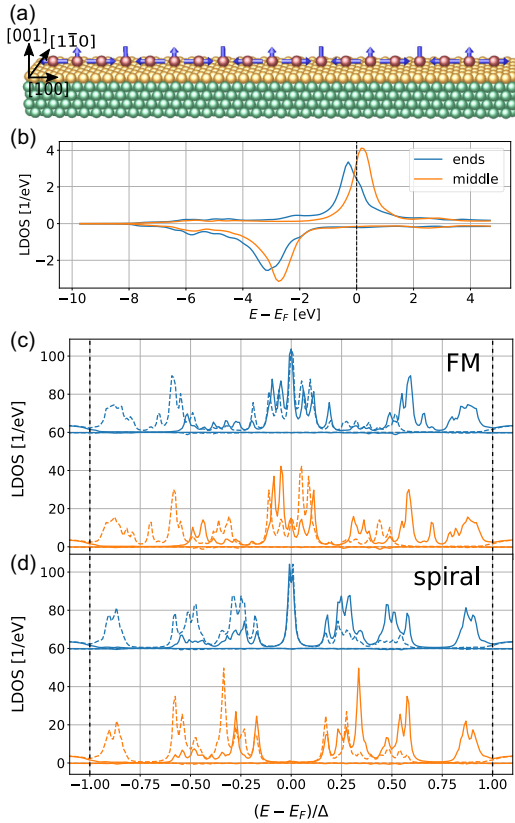 (a)
[001]
[11̅0]
[100]
(b)
4
2
0
−2
LDOS [1/eV]
ends
middle
−10 −8 −6 −4 −2 0 2 4
E − E_F [eV]
(c)
FM
100
80
60
40
20
0
LDOS [1/eV]
(d)
spiral
100
80
60
40
20
0
LDOS [1/eV]
−1.00 −0.75 −0.50 −0.25 0.00 0.25 0.50 0.75 1.00
(E − E_F)/Δ